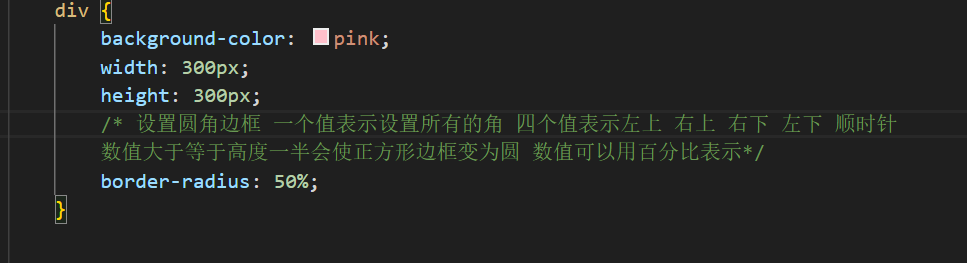 div {
background-color: pink;
width: 300px;
height: 300px;
/* 设置圆角边框 一个值表示设置所有的角 四个值表示左上 右上 右下 左下 顺时针
数值大于等于高度一半会使正方形边框变为圆 数值可以用百分比表示*/
border-radius: 50%;
}